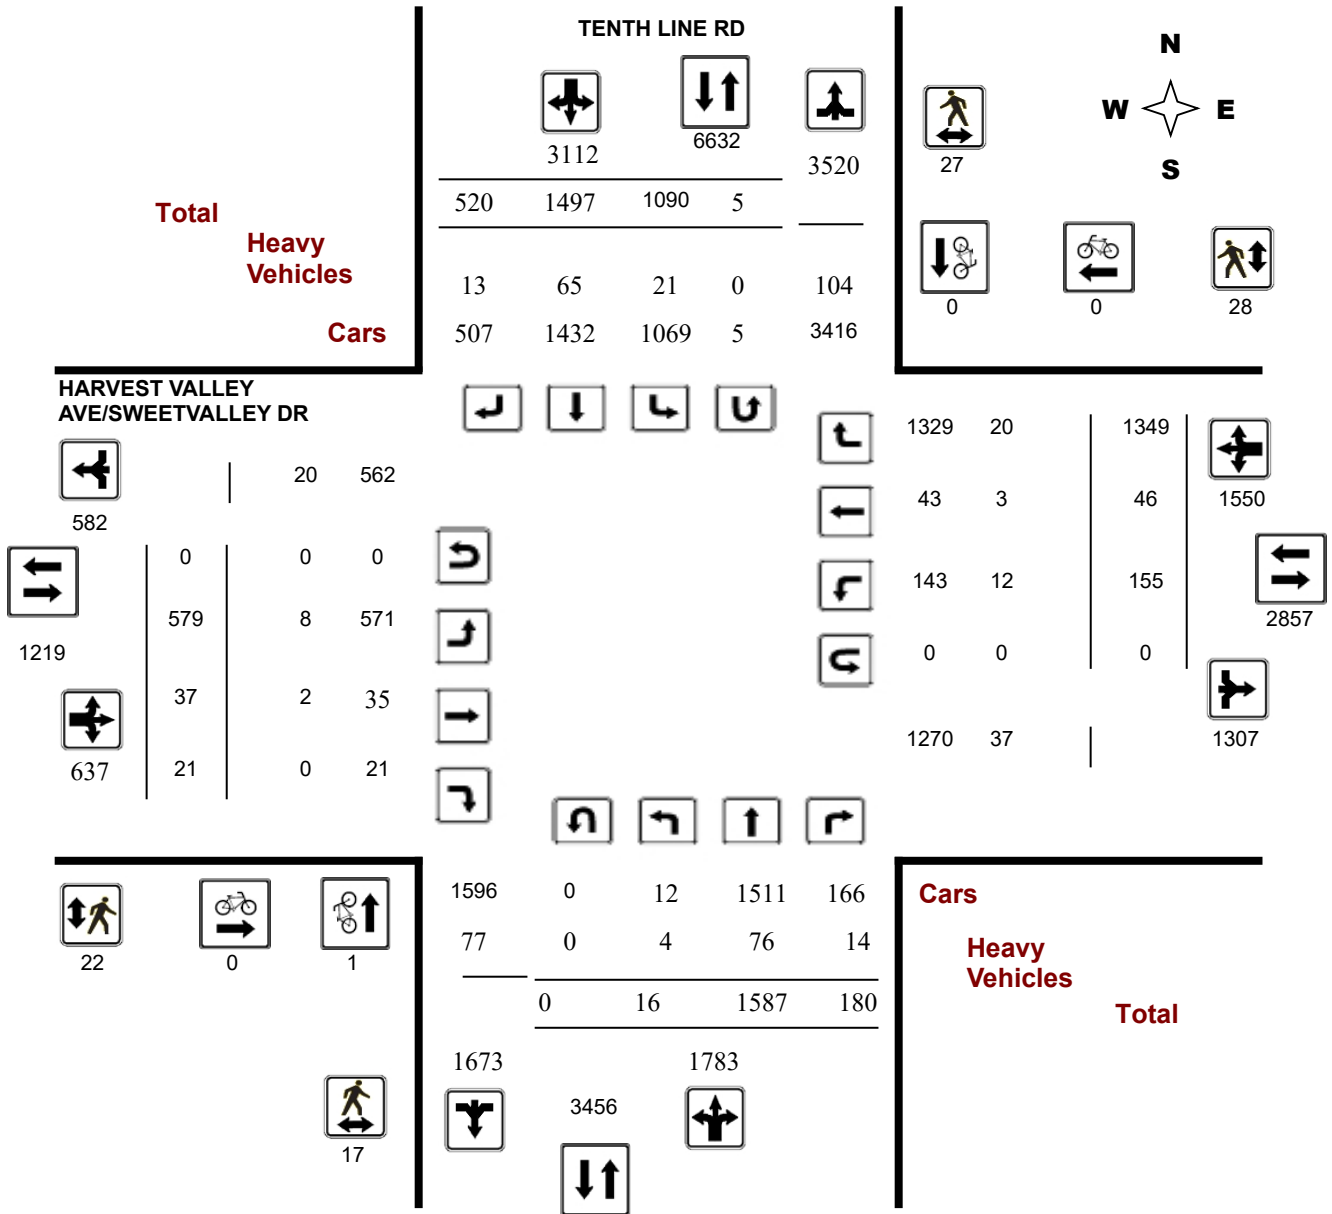 TENTH LINE RD
N
W E
S
3112 6632 3520 27
520 1497 1090 5
Total
Heavy
Vehicles
13 65 21 0 104
0 0 28
Cars 507 1432 1069 5 3416
HARVEST VALLEY
AVE/SWEETVALLEY DR
1329 20 1349
20 562
582
43 3 46 1550
0 0 0
143 12 155
579 8 571
2857
1219
0 0 0
37 2 35
1270 37 1307
637 21 0 21
1596 0 12 1511 166 Cars
77 0 4 76 14 Heavy
Vehicles
22 0 1
0 16 1587 180 Total
1673 1783
3456
17